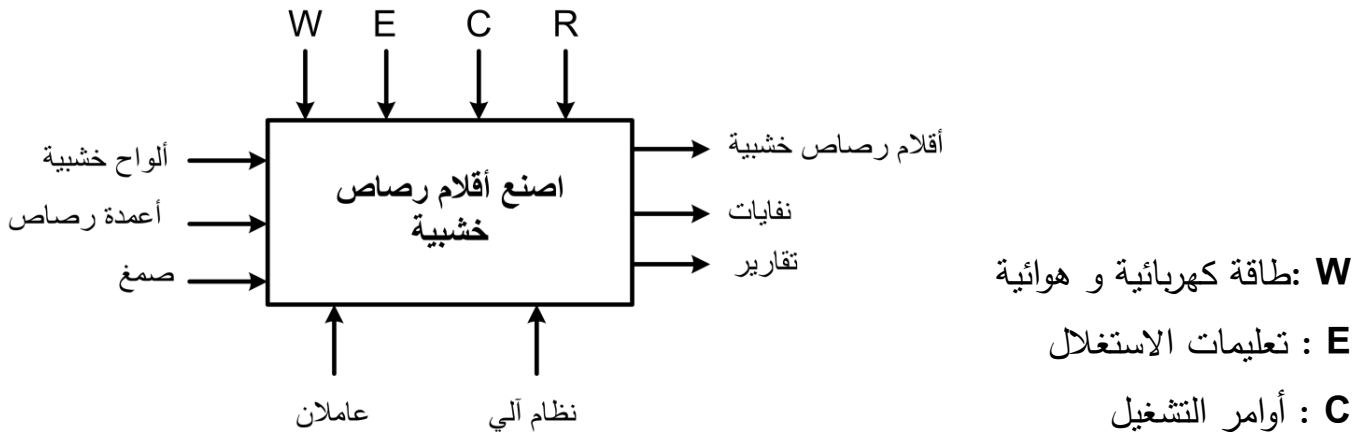 W E C R
ألواح خشبية
أعمدة رصاص
صمغ
اصنع أقلام رصاص
خشبية
أقلام رصاص خشبية
نفايات
تقارير
عاملان
نظام آلي
W :طاقة كهربائية و هوائية
E : تعليمات الاستغلال
C : أوامر التشغيل